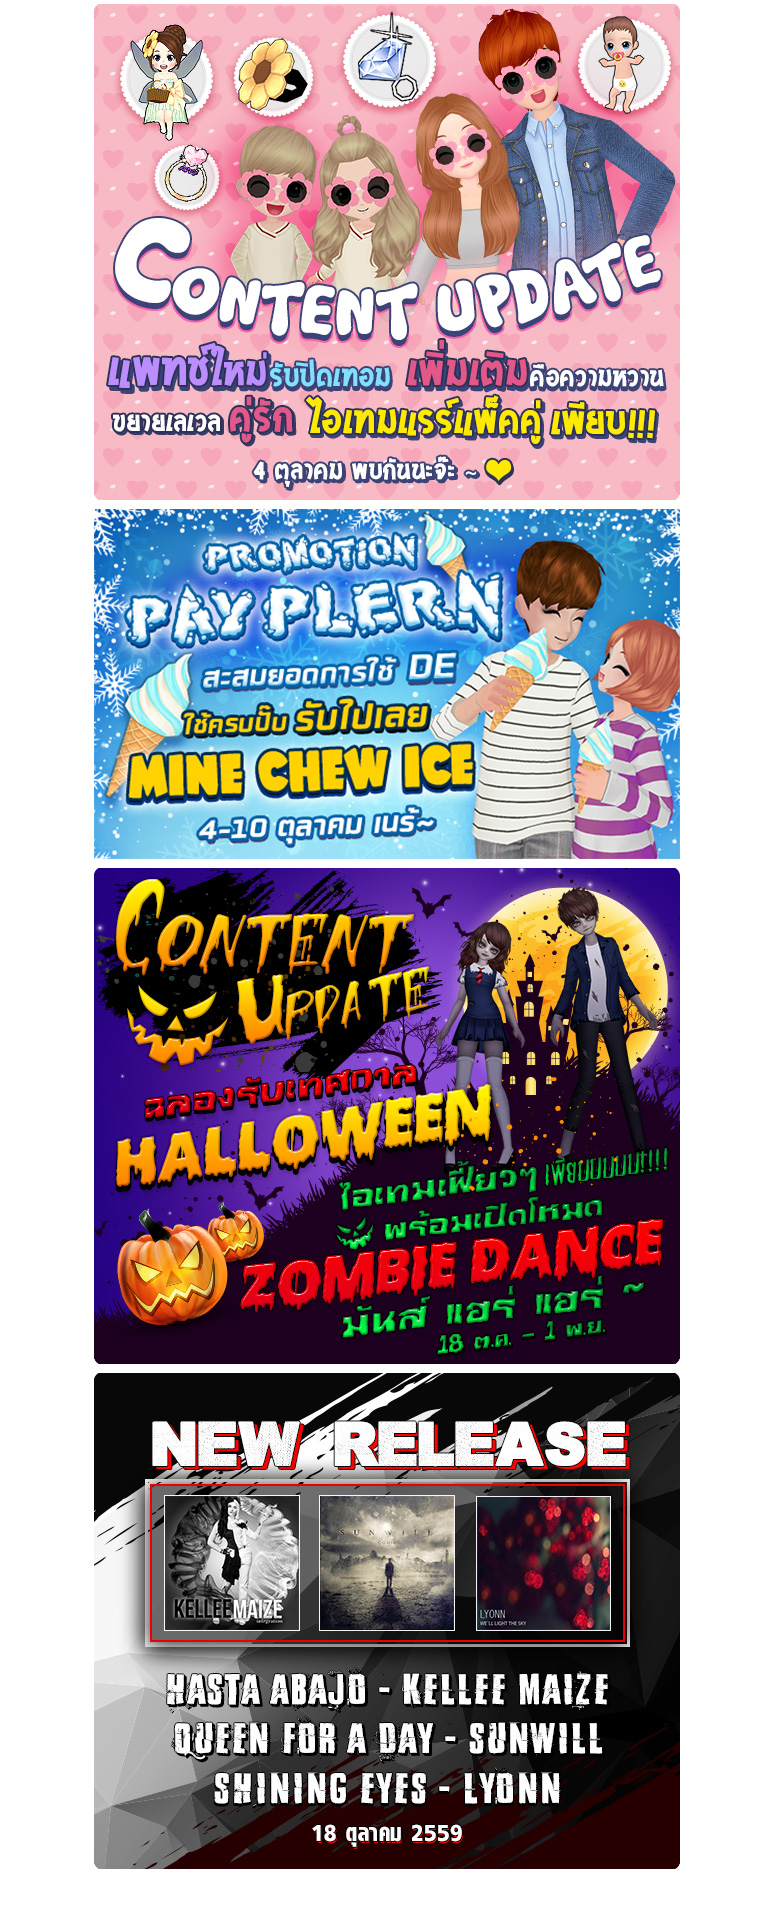 CONTENT UPDATE
แพทช์ใหม่รับปิดเทอม เพิ่มเติมคือความหวาน
ขยายเลเวล คู่รัก ไอเทมแรร์แพ็คคู่ เพียบ!!!
4 ตุลาคม พบกันนะจ๊ะ ~
PROMOTION
PAY PLERN
สะสมยอดการใช้ DE
ใช้ครบปั๊บ รับไปเลย
MINE CHEW ICE
4-10 ตุลาคม เนร้~
CONTENT
UPDATE
ฉลองรับเทศกาล
HALLOWEEN
ไอเทมเฟี้ยวๆ เพียบบบบบ!!!!
พร้อมเปิดโหมด
ZOMBIE DANCE
มันส์ แฮร่ แฮร่ ~
18 ต.ค. - 1 พ.ย.
NEW RELEASE
KELLEE MAIZE
SUNWILL
LYONN
WE'LL LIGHT THE SKY
HASTA ABAJO - KELLEE MAIZE
QUEEN FOR A DAY - SUNWILL
SHINING EYES - LYONN
18 ตุลาคม 2559